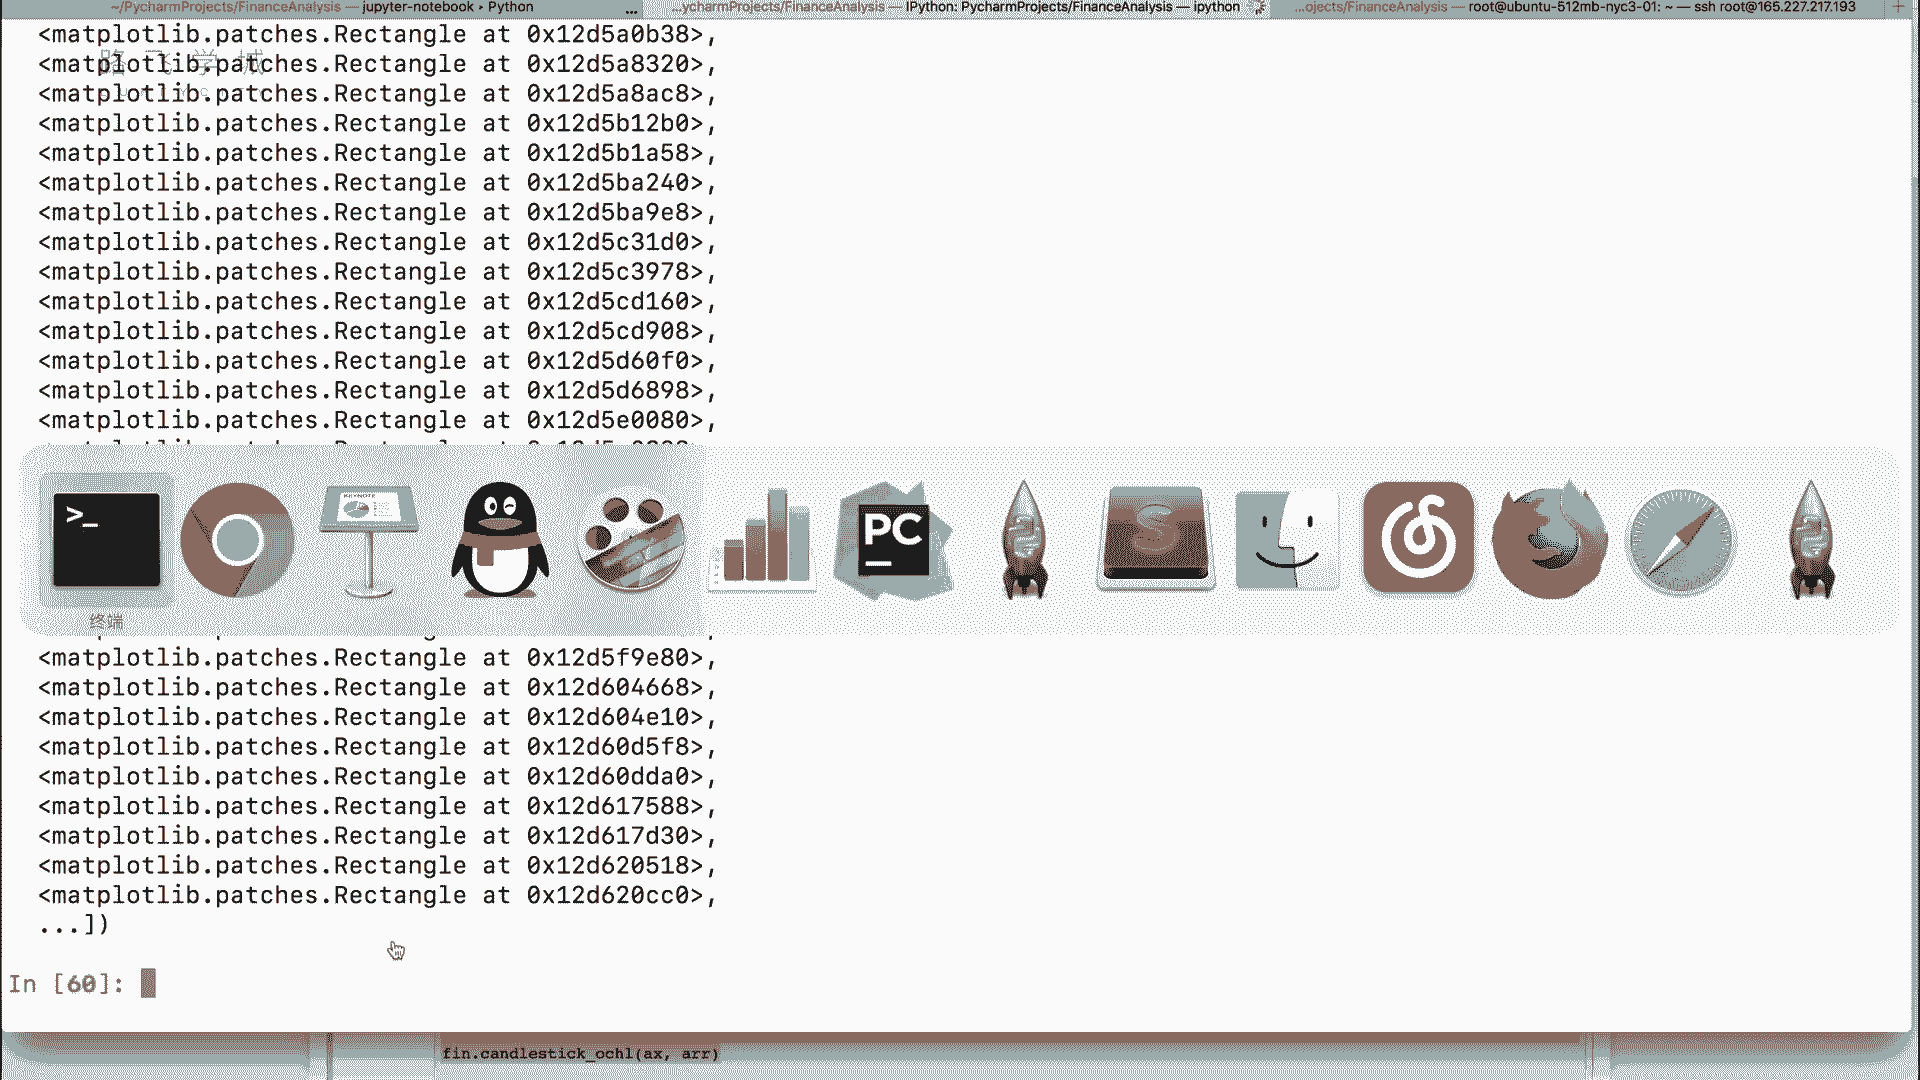 ~/PycharmProjects/FinanceAnalysis — jupyter-notebook › Python ... ...ycharmProjects/FinanceAnalysis — IPython: PycharmProjects/FinanceAnalysis — ipython ...ojects/FinanceAnalysis — root@ubuntu-512mb-nyc3-01: ~ — ssh root@165.227.217.193 +
<matplotlib.patches.Rectangle at 0x12d5a0b38>,
路飞学城
<matplotlib.patches.Rectangle at 0x12d5a8320>,
<matplotlib.patches.Rectangle at 0x12d5a8ac8>,
<matplotlib.patches.Rectangle at 0x12d5b12b0>,
<matplotlib.patches.Rectangle at 0x12d5b1a58>,
<matplotlib.patches.Rectangle at 0x12d5ba240>,
<matplotlib.patches.Rectangle at 0x12d5ba9e8>,
<matplotlib.patches.Rectangle at 0x12d5c31d0>,
<matplotlib.patches.Rectangle at 0x12d5c3978>,
<matplotlib.patches.Rectangle at 0x12d5cd160>,
<matplotlib.patches.Rectangle at 0x12d5cd908>,
<matplotlib.patches.Rectangle at 0x12d5d60f0>,
<matplotlib.patches.Rectangle at 0x12d5d6898>,
<matplotlib.patches.Rectangle at 0x12d5e0080>,
>_
KEYNOTE
PC
终端
<matplotlib.patches.Rectangle at 0x12d5f9e80>,
<matplotlib.patches.Rectangle at 0x12d604668>,
<matplotlib.patches.Rectangle at 0x12d604e10>,
<matplotlib.patches.Rectangle at 0x12d60d5f8>,
<matplotlib.patches.Rectangle at 0x12d60dda0>,
<matplotlib.patches.Rectangle at 0x12d617588>,
<matplotlib.patches.Rectangle at 0x12d617d30>,
<matplotlib.patches.Rectangle at 0x12d620518>,
<matplotlib.patches.Rectangle at 0x12d620cc0>,
...])
In [60]:
fin.candlestick_ochl(ax, arr)